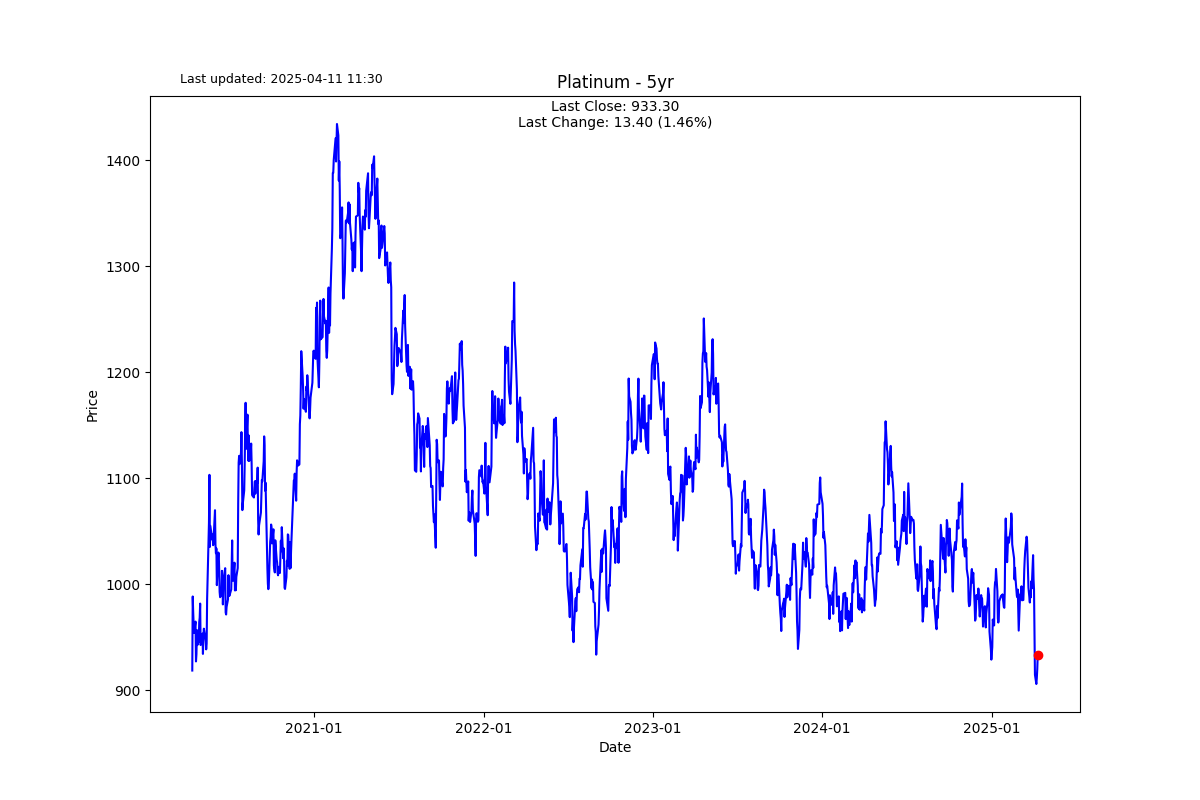 Last updated: 2025-04-11 11:30
Platinum - 5yr
Last Close: 933.30
Last Change: 13.40 (1.46%)
1400
1300
1200
1100
1000
900
Price
2021-01
2022-01
2023-01
2024-01
2025-01
Date